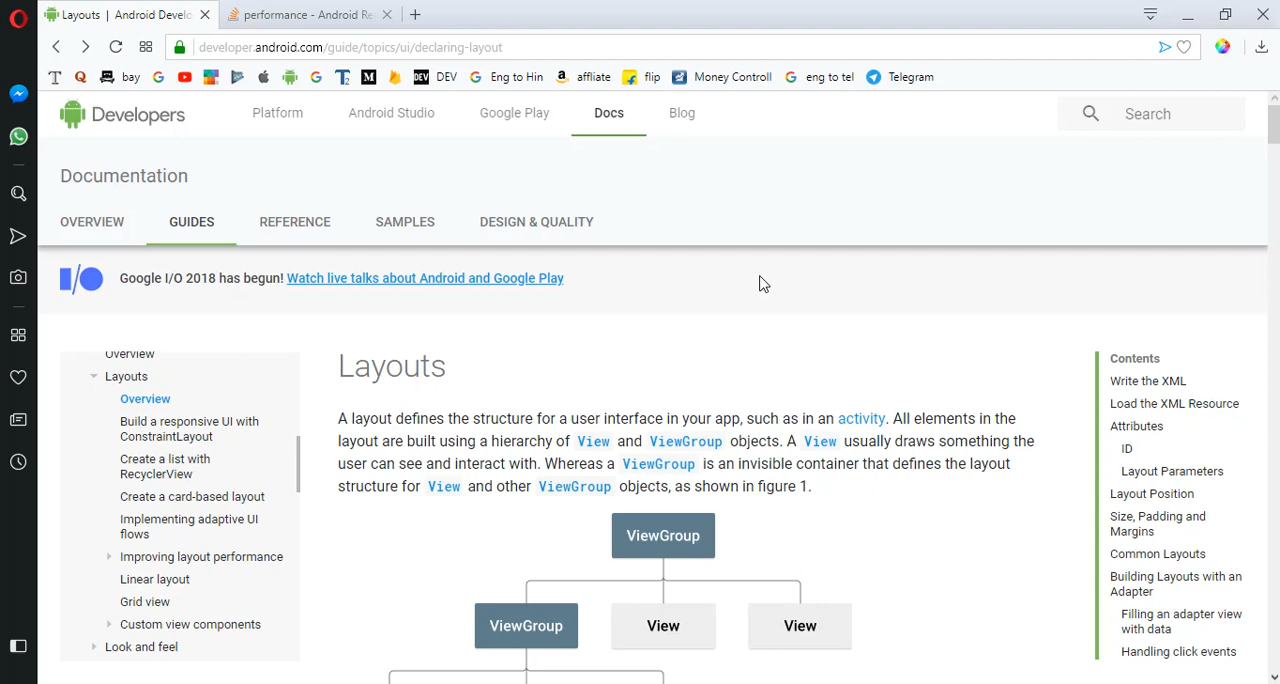 Layouts | Android Develo
performance - Android Re
developer.android.com/guide/topics/ui/declaring-layout
bay
DEV
DEV
Eng to Hin
affliate
flip
Money Controll
eng to tel
Telegram
Developers
Platform
Android Studio
Google Play
Docs
Blog
Search
Documentation
OVERVIEW
GUIDES
REFERENCE
SAMPLES
DESIGN & QUALITY
I/O
Google I/O 2018 has begun! Watch live talks about Android and Google Play
Overview
Layouts
Overview
Build a responsive UI with
ConstraintLayout
Create a list with
RecyclerView
Create a card-based layout
Implementing adaptive UI
flows
Improving layout performance
Linear layout
Grid view
Custom view components
Look and feel
Layouts
A layout defines the structure for a user interface in your app, such as in an activity. All elements in the
layout are built using a hierarchy of View and ViewGroup objects. A View usually draws something the
user can see and interact with. Whereas a ViewGroup is an invisible container that defines the layout
structure for View and other ViewGroup objects, as shown in figure 1.
ViewGroup
ViewGroup
View
View
Contents
Write the XML
Load the XML Resource
Attributes
ID
Layout Parameters
Layout Position
Size, Padding and
Margins
Common Layouts
Building Layouts with an
Adapter
Filling an adapter view
with data
Handling click events